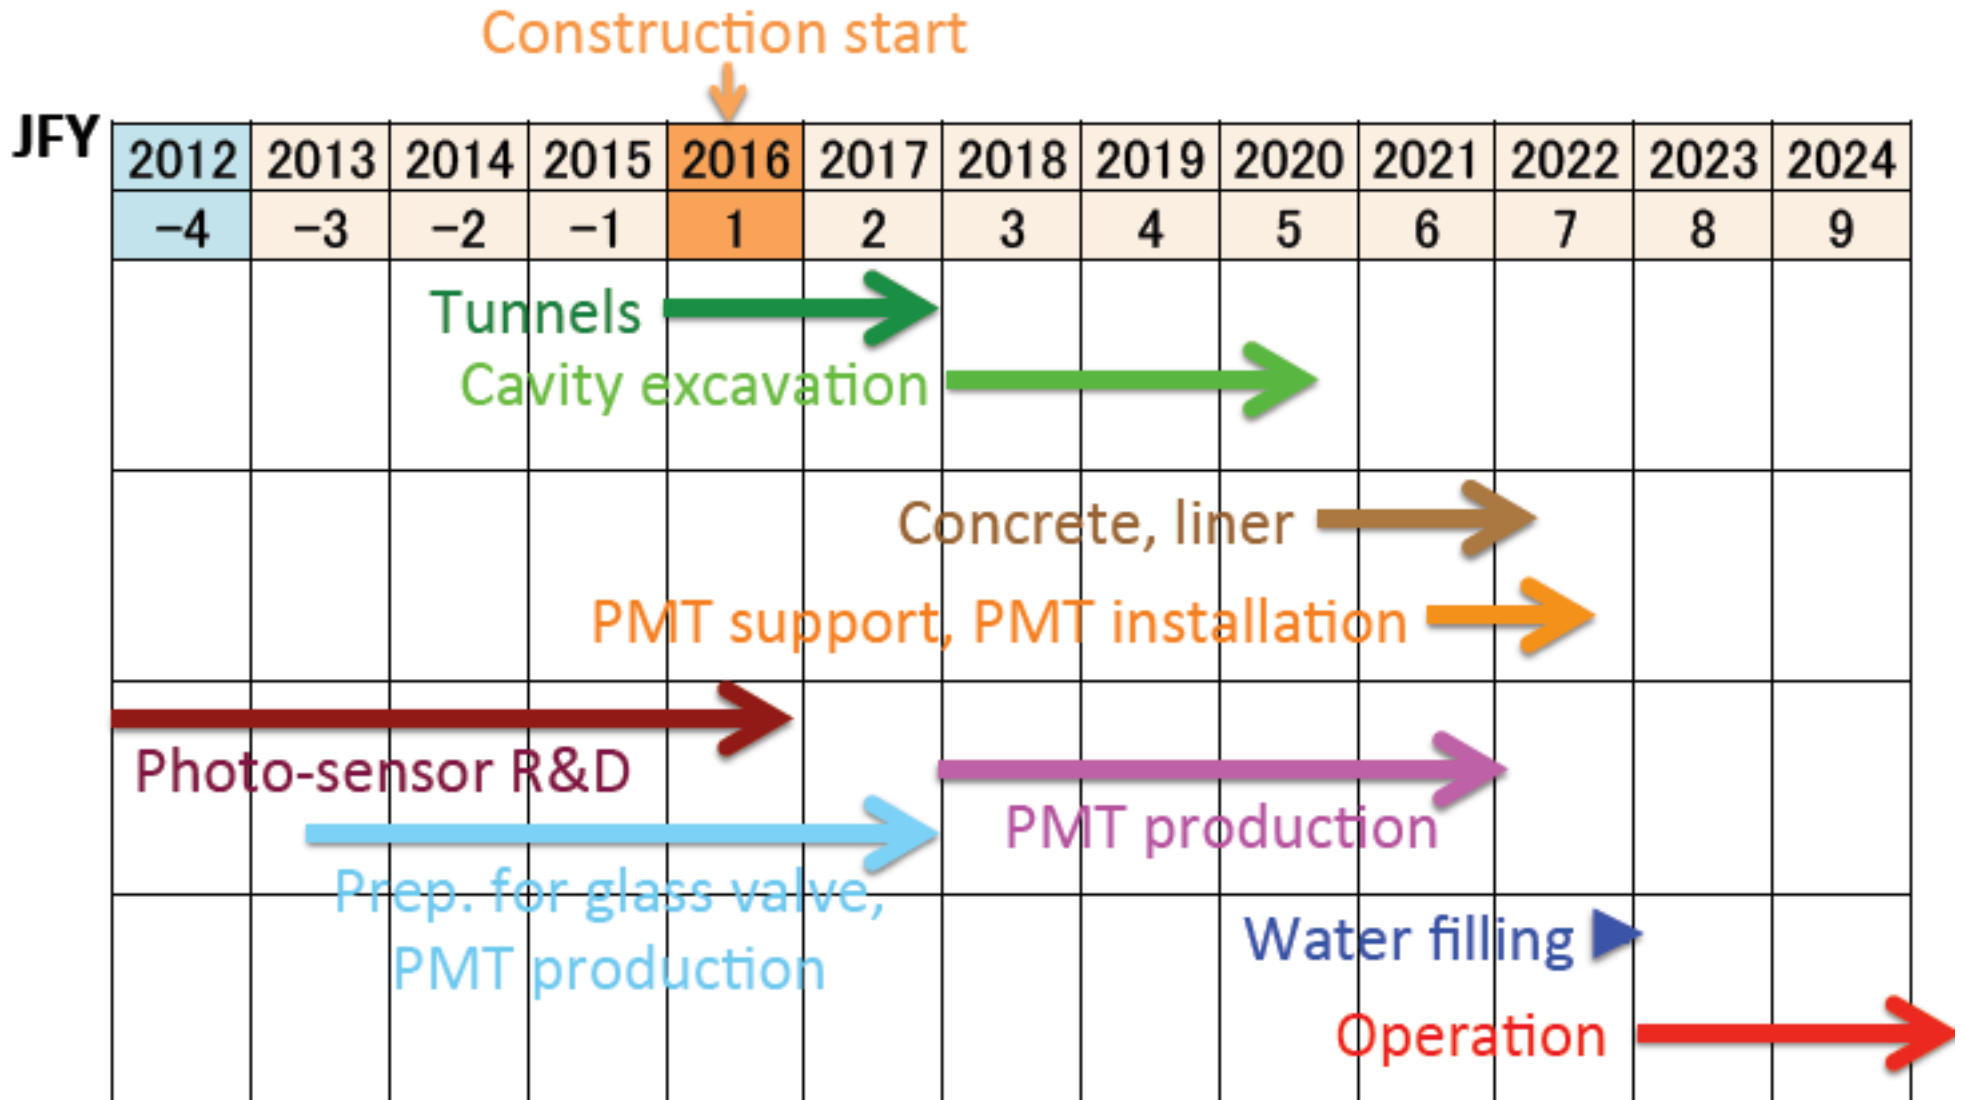 Construction start
JFY
2012 2013 2014 2015 2016 2017 2018 2019 2020 2021 2022 2023 2024
-4 -3 -2 -1 1 2 3 4 5 6 7 8 9
Tunnels
Cavity excavation
Concrete, liner
PMT support, PMT installation
Photo-sensor R&D
PMT production
Prep. for glass valve,
PMT production
Water filling
Operation